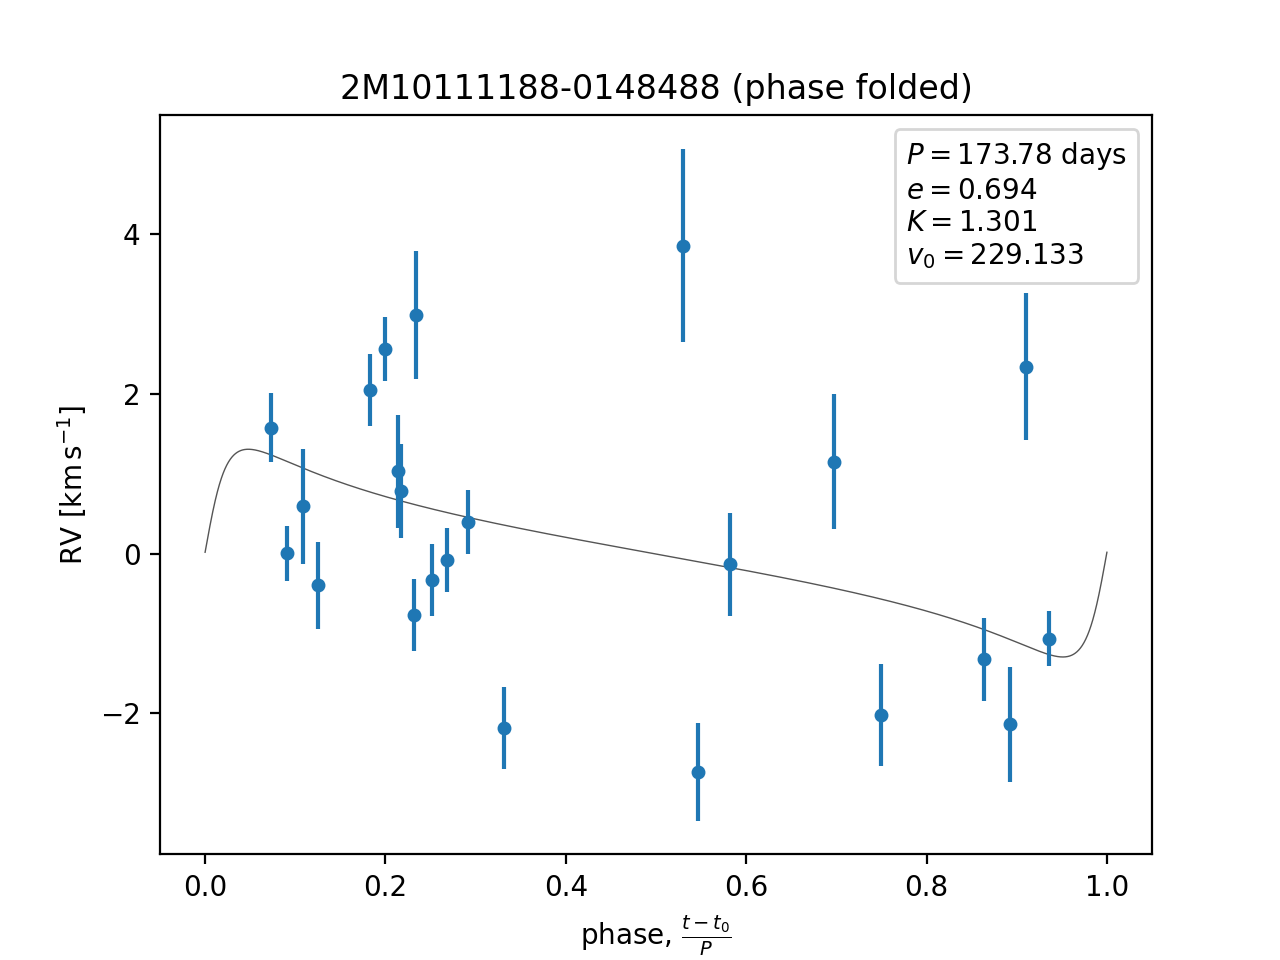 2M10111188-0148488 (phase folded)
P = 173.78 days
e = 0.694
K = 1.301
v₀ = 229.133
RV [km s⁻¹]
4
2
0
−2
0.0 0.2 0.4 0.6 0.8 1.0
phase, (t − t₀)/P